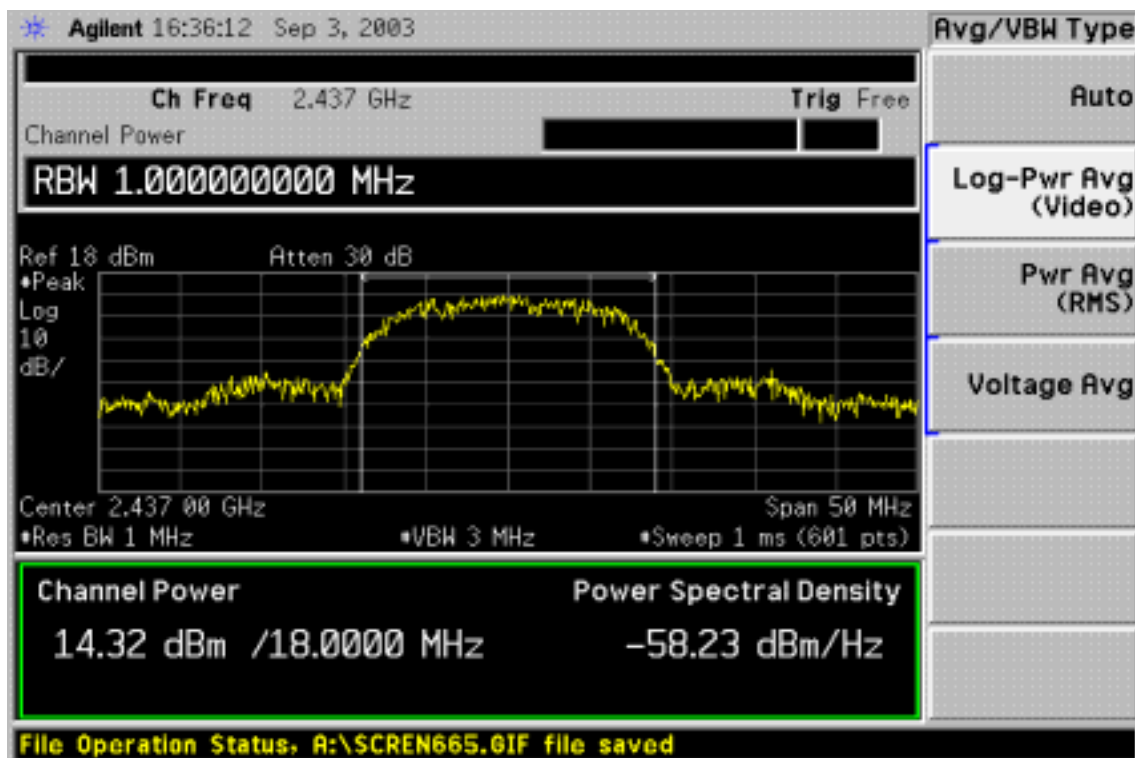 Agilent 16:36:12 Sep 3, 2003
Avg/VBW Type
Ch Freq 2.437 GHz Trig Free
Channel Power
RBW 1.000000000 MHz
Ref 18 dBm Atten 30 dB
•Peak
Log
10
dB/
Center 2.437 00 GHz Span 50 MHz
•Res BW 1 MHz •VBW 3 MHz •Sweep 1 ms (601 pts)
Channel Power Power Spectral Density
14.32 dBm /18.0000 MHz -58.23 dBm/Hz
File Operation Status, A:\SCREN665.GIF file saved
Auto
Log-Pwr Avg
(Video)
Pwr Avg
(RMS)
Voltage Avg